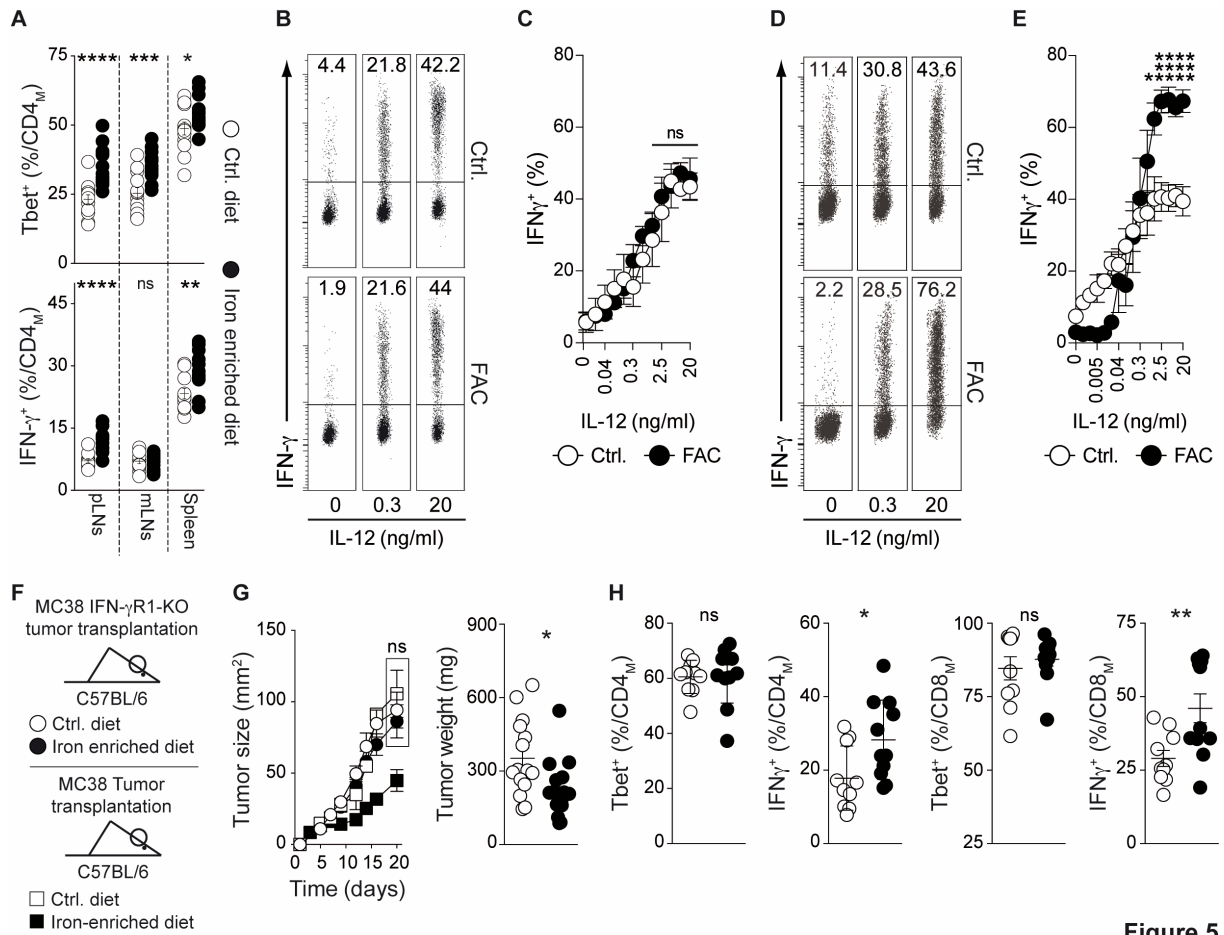 A
75
50
25
0
Tbet⁺ (%/CD4M)
**** *** *
45
30
15
0
IFN-γ⁺ (%/CD4M)
**** ns **
pLNs
mLNs
Spleen
Ctrl. diet
Iron enriched diet
B
4.4 21.8 42.2
Ctrl.
1.9 21.6 44
FAC
IFN-γ
0 0.3 20
IL-12 (ng/ml)
C
80
60
40
20
0
IFNγ⁺ (%)
ns
0 0.04 0.3 2.5 20
IL-12 (ng/ml)
Ctrl. FAC
D
11.4 30.8 43.6
Ctrl.
2.2 28.5 76.2
FAC
IFN-γ
0 0.3 20
IL-12 (ng/ml)
E
80
60
40
20
0
IFNγ⁺ (%)
****
****
*****
0 0.005 0.04 0.3 2.5 20
IL-12 (ng/ml)
Ctrl. FAC
F
MC38 IFN-γR1-KO
tumor transplantation
C57BL/6
Ctrl. diet
Iron enriched diet
MC38 Tumor
transplantation
C57BL/6
Ctrl. diet
Iron-enriched diet
G
150
100
50
0
Tumor size (mm²)
ns
0 5 10 15 20
Time (days)
900
600
300
0
Tumor weight (mg)
*
H
80
60
40
20
0
Tbet⁺ (%/CD4M)
ns
60
40
20
0
IFNγ⁺ (%/CD4M)
*
100
75
50
25
Tbet⁺ (%/CD8M)
ns
75
50
25
0
IFNγ⁺ (%/CD8M)
**
Figure 5